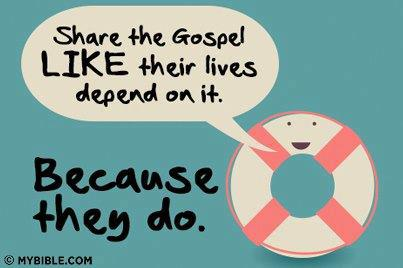 Share the Gospel
LIKE their lives
depend on it.
Because
they do.
© MYBIBLE.COM